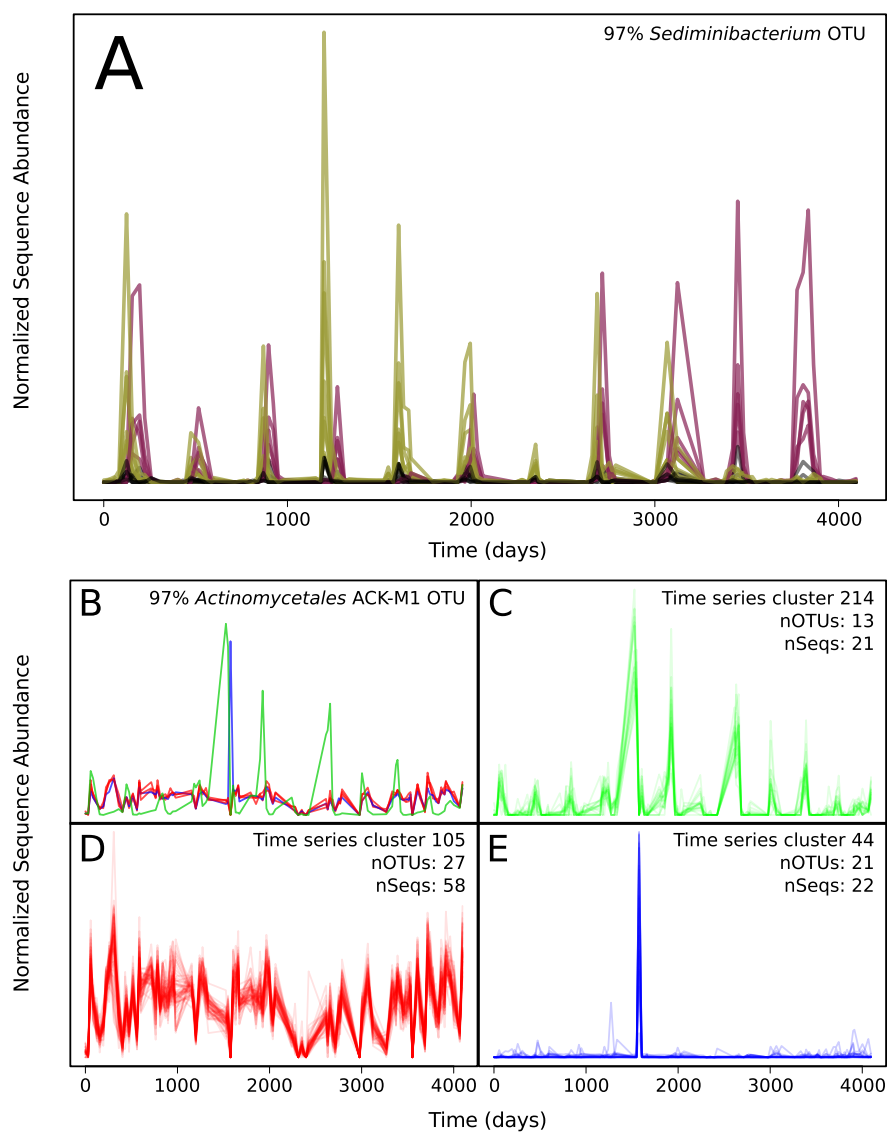 A
97% Sediminibacterium OTU
Normalized Sequence Abundance
0 1000 2000 3000 4000
Time (days)
B
97% Actinomycetales ACK-M1 OTU
C
Time series cluster 214
nOTUs: 13
nSeqs: 21
Normalized Sequence Abundance
D
Time series cluster 105
nOTUs: 27
nSeqs: 58
E
Time series cluster 44
nOTUs: 21
nSeqs: 22
0 1000 2000 3000 4000
0 1000 2000 3000 4000
Time (days)